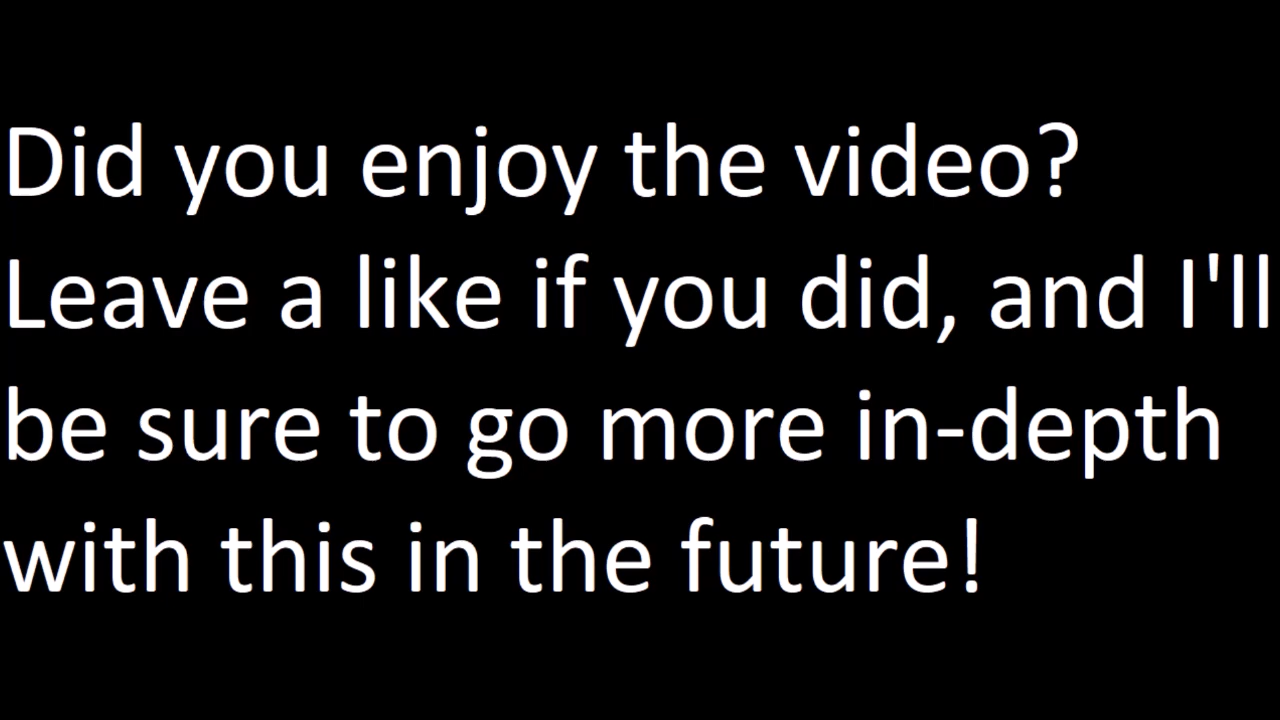 Did you enjoy the video?
Leave a like if you did, and I'll
be sure to go more in-depth
with this in the future!